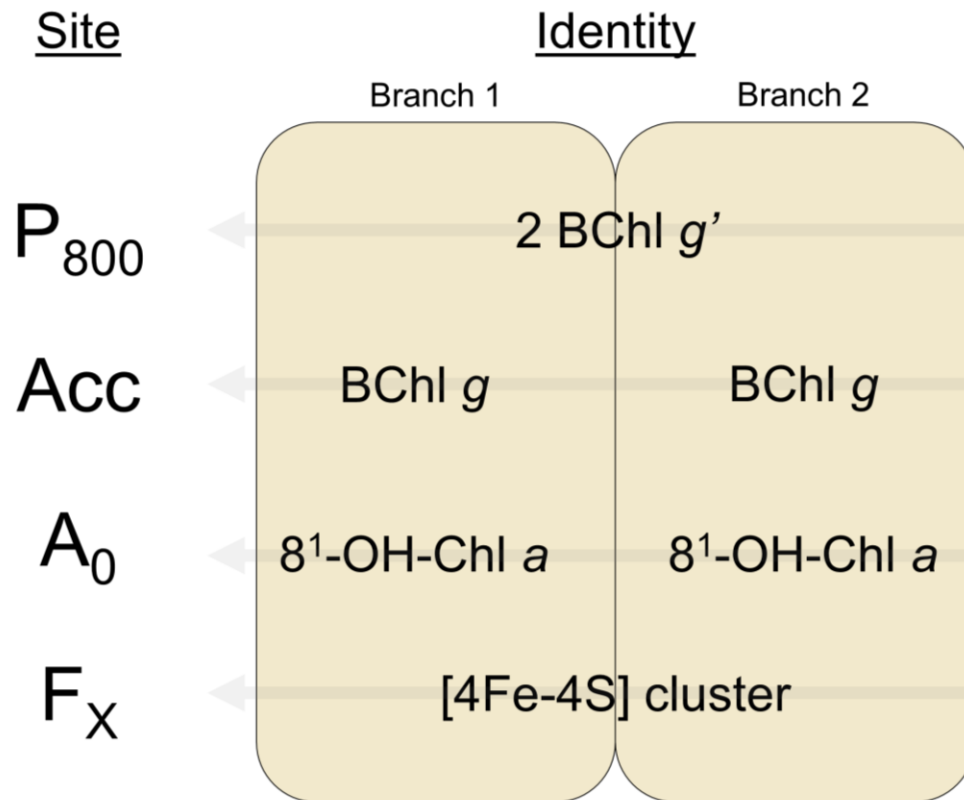 Site Identity
Branch 1 Branch 2
P₈₀₀ 2 BChl g’
Acc BChl g BChl g
A₀ 8¹-OH-Chl a 8¹-OH-Chl a
Fₓ [4Fe-4S] cluster